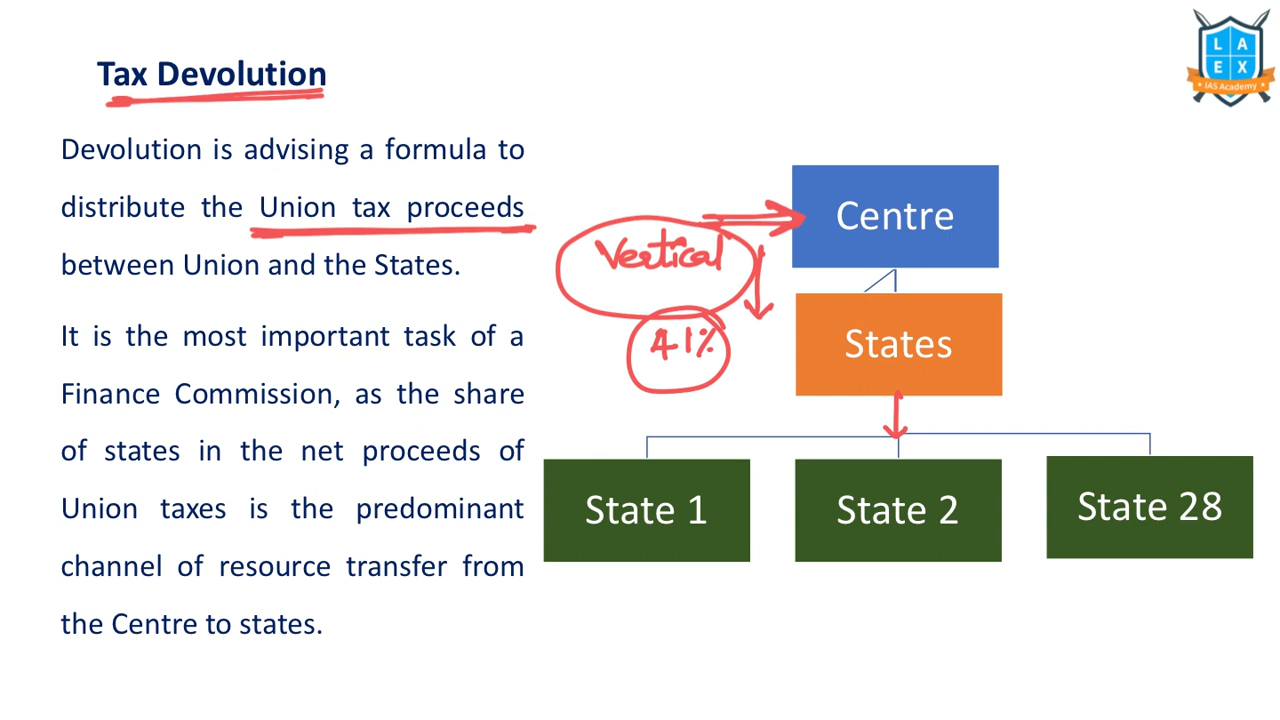 Tax Devolution
Devolution is advising a formula to
distribute the Union tax proceeds
between Union and the States.
It is the most important task of a
Finance Commission, as the share
of states in the net proceeds of
Union taxes is the predominant
channel of resource transfer from
the Centre to states.
L A
E X
IAS Academy
Centre
Vertical
41%
States
State 1
State 2
State 28